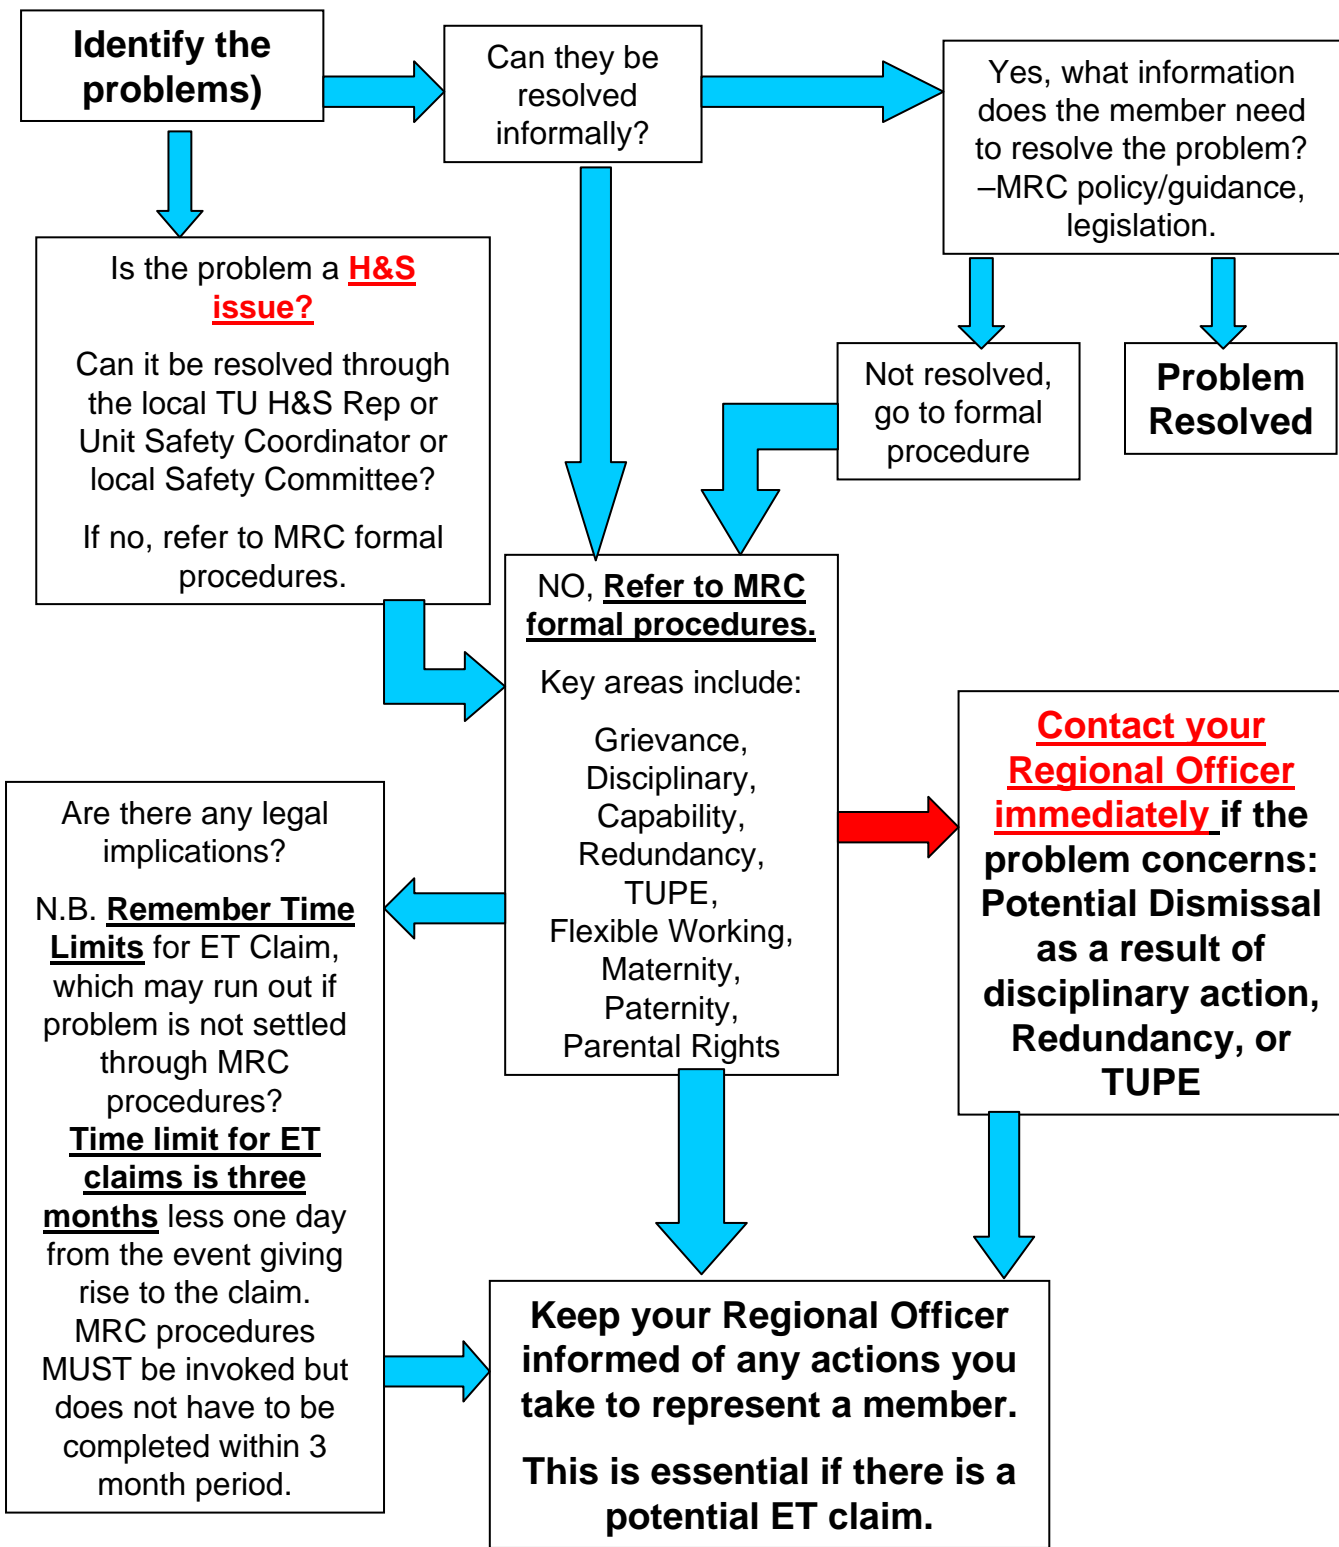 Identify the
problems)
Can they be
resolved
informally?
Yes, what information
does the member need
to resolve the problem?
–MRC policy/guidance,
legislation.
Is the problem a H&S
issue?
Can it be resolved through
the local TU H&S Rep or
Unit Safety Coordinator or
local Safety Committee?
If no, refer to MRC formal
procedures.
Not resolved,
go to formal
procedure
Problem
Resolved
NO, Refer to MRC
formal procedures.
Key areas include:
Grievance,
Disciplinary,
Capability,
Redundancy,
TUPE,
Flexible Working,
Maternity,
Paternity,
Parental Rights
Contact your
Regional Officer
immediately if the
problem concerns:
Potential Dismissal
as a result of
disciplinary action,
Redundancy, or
TUPE
Are there any legal
implications?
N.B. Remember Time
Limits for ET Claim,
which may run out if
problem is not settled
through MRC
procedures?
Time limit for ET
claims is three
months less one day
from the event giving
rise to the claim.
MRC procedures
MUST be invoked but
does not have to be
completed within 3
month period.
Keep your Regional Officer
informed of any actions you
take to represent a member.
This is essential if there is a
potential ET claim.